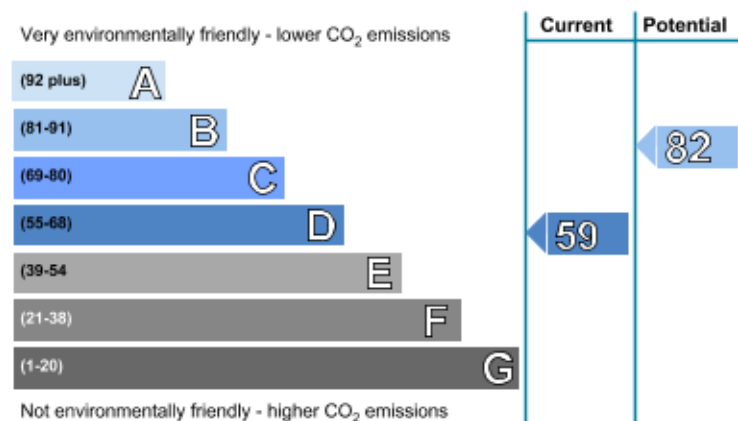 Current Potential
Very environmentally friendly - lower CO2 emissions
(92 plus) A
(81-91) B
82
(69-80) C
(55-68) D
59
(39-54 E
(21-38) F
(1-20) G
Not environmentally friendly - higher CO2 emissions